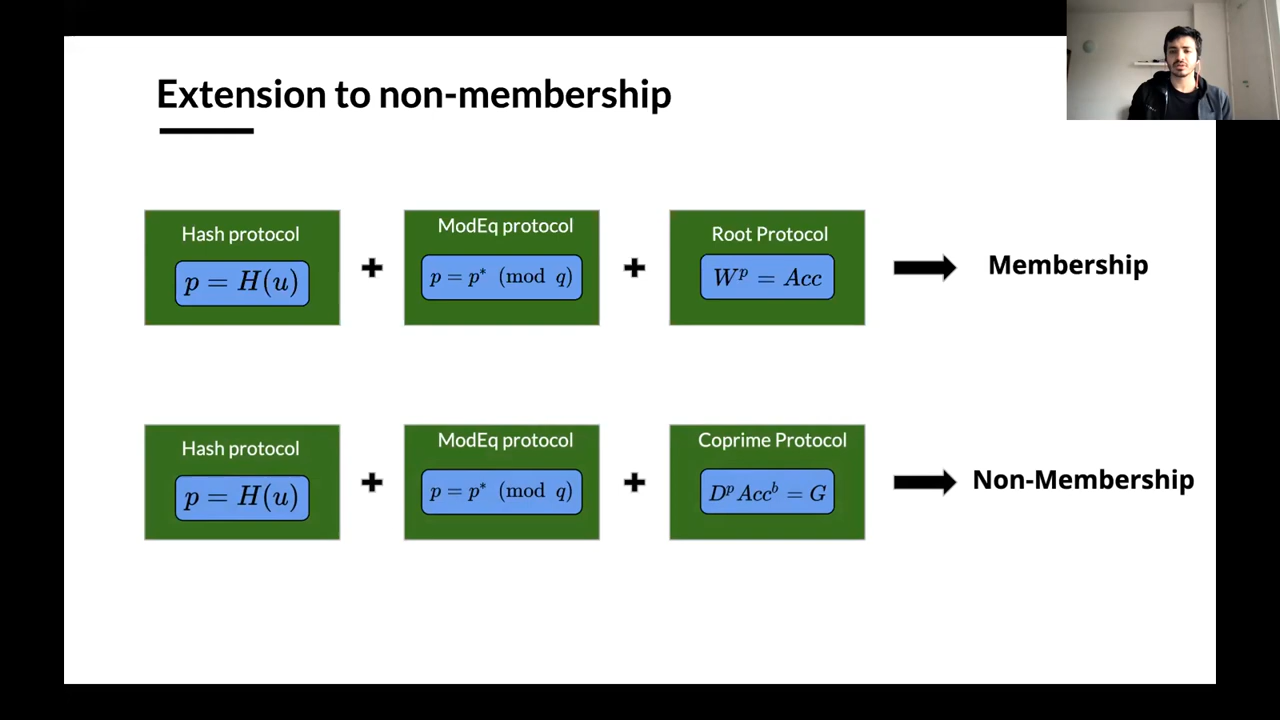 Extension to non-membership
Hash protocol
p = H(u)
+
ModEq protocol
p = p* (mod q)
+
Root Protocol
W^p = Acc
Membership
Hash protocol
p = H(u)
+
ModEq protocol
p = p* (mod q)
+
Coprime Protocol
D^p Acc^b = G
Non-Membership